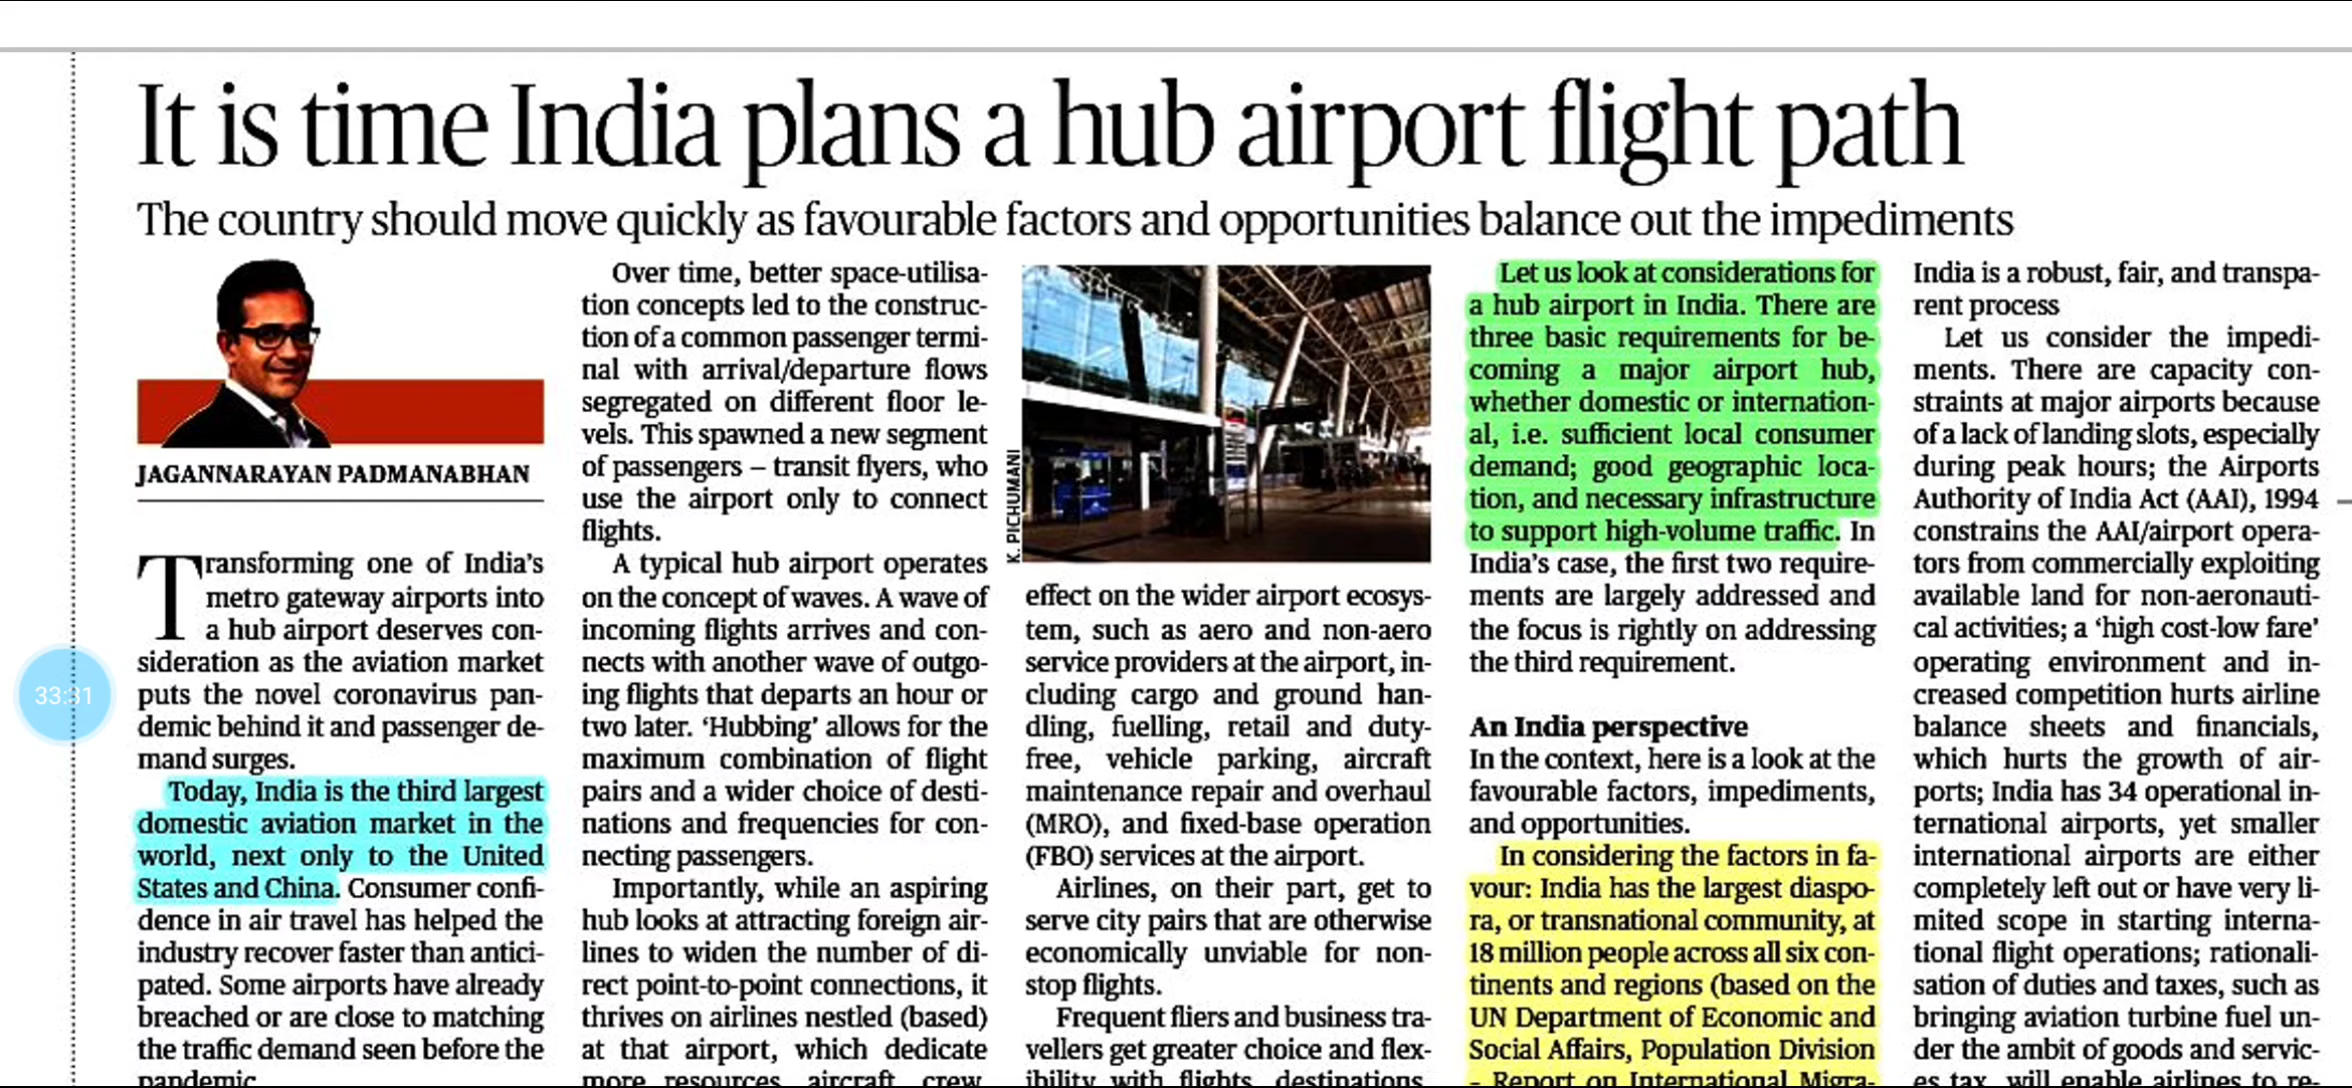 It is time India plans a hub airport flight path
The country should move quickly as favourable factors and opportunities balance out the impediments
JAGANNARAYAN PADMANABHAN
Transforming one of India's
metro gateway airports into
a hub airport deserves con-
sideration as the aviation market
puts the novel coronavirus pan-
demic behind it and passenger de-
mand surges.
Today, India is the third largest
domestic aviation market in the
world, next only to the United
States and China. Consumer confi-
dence in air travel has helped the
industry recover faster than antici-
pated. Some airports have already
breached or are close to matching
the traffic demand seen before the
pandemic.
Over time, better space-utilisa-
tion concepts led to the construc-
tion of a common passenger termi-
nal with arrival/departure flows
segregated on different floor le-
vels. This spawned a new segment
of passengers – transit flyers, who
use the airport only to connect
flights.
A typical hub airport operates
on the concept of waves. A wave of
incoming flights arrives and con-
nects with another wave of outgo-
ing flights that departs an hour or
two later. ‘Hubbing’ allows for the
maximum combination of flight
pairs and a wider choice of desti-
nations and frequencies for con-
necting passengers.
Importantly, while an aspiring
hub looks at attracting foreign air-
lines to widen the number of di-
rect point-to-point connections, it
thrives on airlines nestled (based)
at that airport, which dedicate
more resources, aircraft, crew,
K. PICHUMANI
effect on the wider airport ecosys-
tem, such as aero and non-aero
service providers at the airport, in-
cluding cargo and ground han-
dling, fuelling, retail and duty-
free, vehicle parking, aircraft
maintenance repair and overhaul
(MRO), and fixed-base operation
(FBO) services at the airport.
Airlines, on their part, get to
serve city pairs that are otherwise
economically unviable for non-
stop flights.
Frequent fliers and business tra-
vellers get greater choice and flex-
ibility with flights, destinations,
Let us look at considerations for
a hub airport in India. There are
three basic requirements for be-
coming a major airport hub,
whether domestic or internation-
al, i.e. sufficient local consumer
demand; good geographic loca-
tion, and necessary infrastructure
to support high-volume traffic. In
India's case, the first two require-
ments are largely addressed and
the focus is rightly on addressing
the third requirement.
An India perspective
In the context, here is a look at the
favourable factors, impediments,
and opportunities.
In considering the factors in fa-
vour: India has the largest diaspo-
ra, or transnational community, at
18 million people across all six con-
tinents and regions (based on the
UN Department of Economic and
Social Affairs, Population Division
- Report on International Migra-
India is a robust, fair, and transpa-
rent process
Let us consider the impedi-
ments. There are capacity con-
straints at major airports because
of a lack of landing slots, especially
during peak hours; the Airports
Authority of India Act (AAI), 1994
constrains the AAI/airport opera-
tors from commercially exploiting
available land for non-aeronauti-
cal activities; a ‘high cost-low fare’
operating environment and in-
creased competition hurts airline
balance sheets and financials,
which hurts the growth of air-
ports; India has 34 operational in-
ternational airports, yet smaller
international airports are either
completely left out or have very li-
mited scope in starting interna-
tional flight operations; rationali-
sation of duties and taxes, such as
bringing aviation turbine fuel un-
der the ambit of goods and servic-
es tax, will enable airlines to re-
33:31